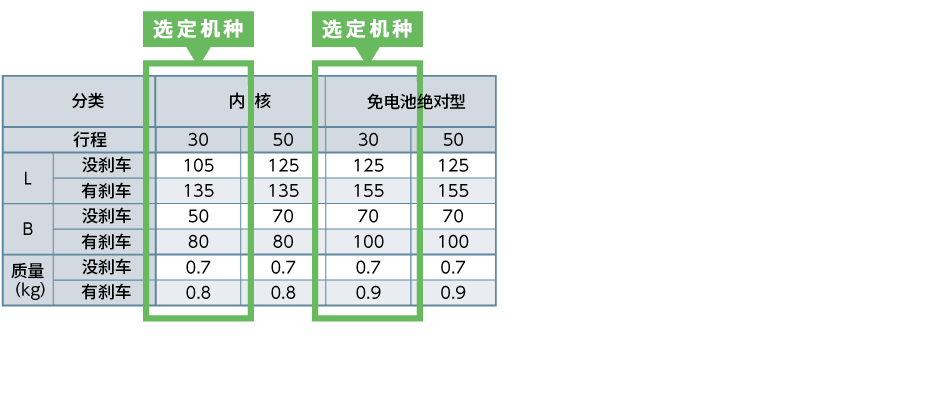 选定机种 选定机种
分类 内 核 免电池绝对型
行程 30 50 30 50
L 没刹车 105 125 125 125
有刹车 135 135 155 155
B 没刹车 50 70 70 70
有刹车 80 80 100 100
质量 (kg) 没刹车 0.7 0.7 0.7 0.7
有刹车 0.8 0.8 0.9 0.9